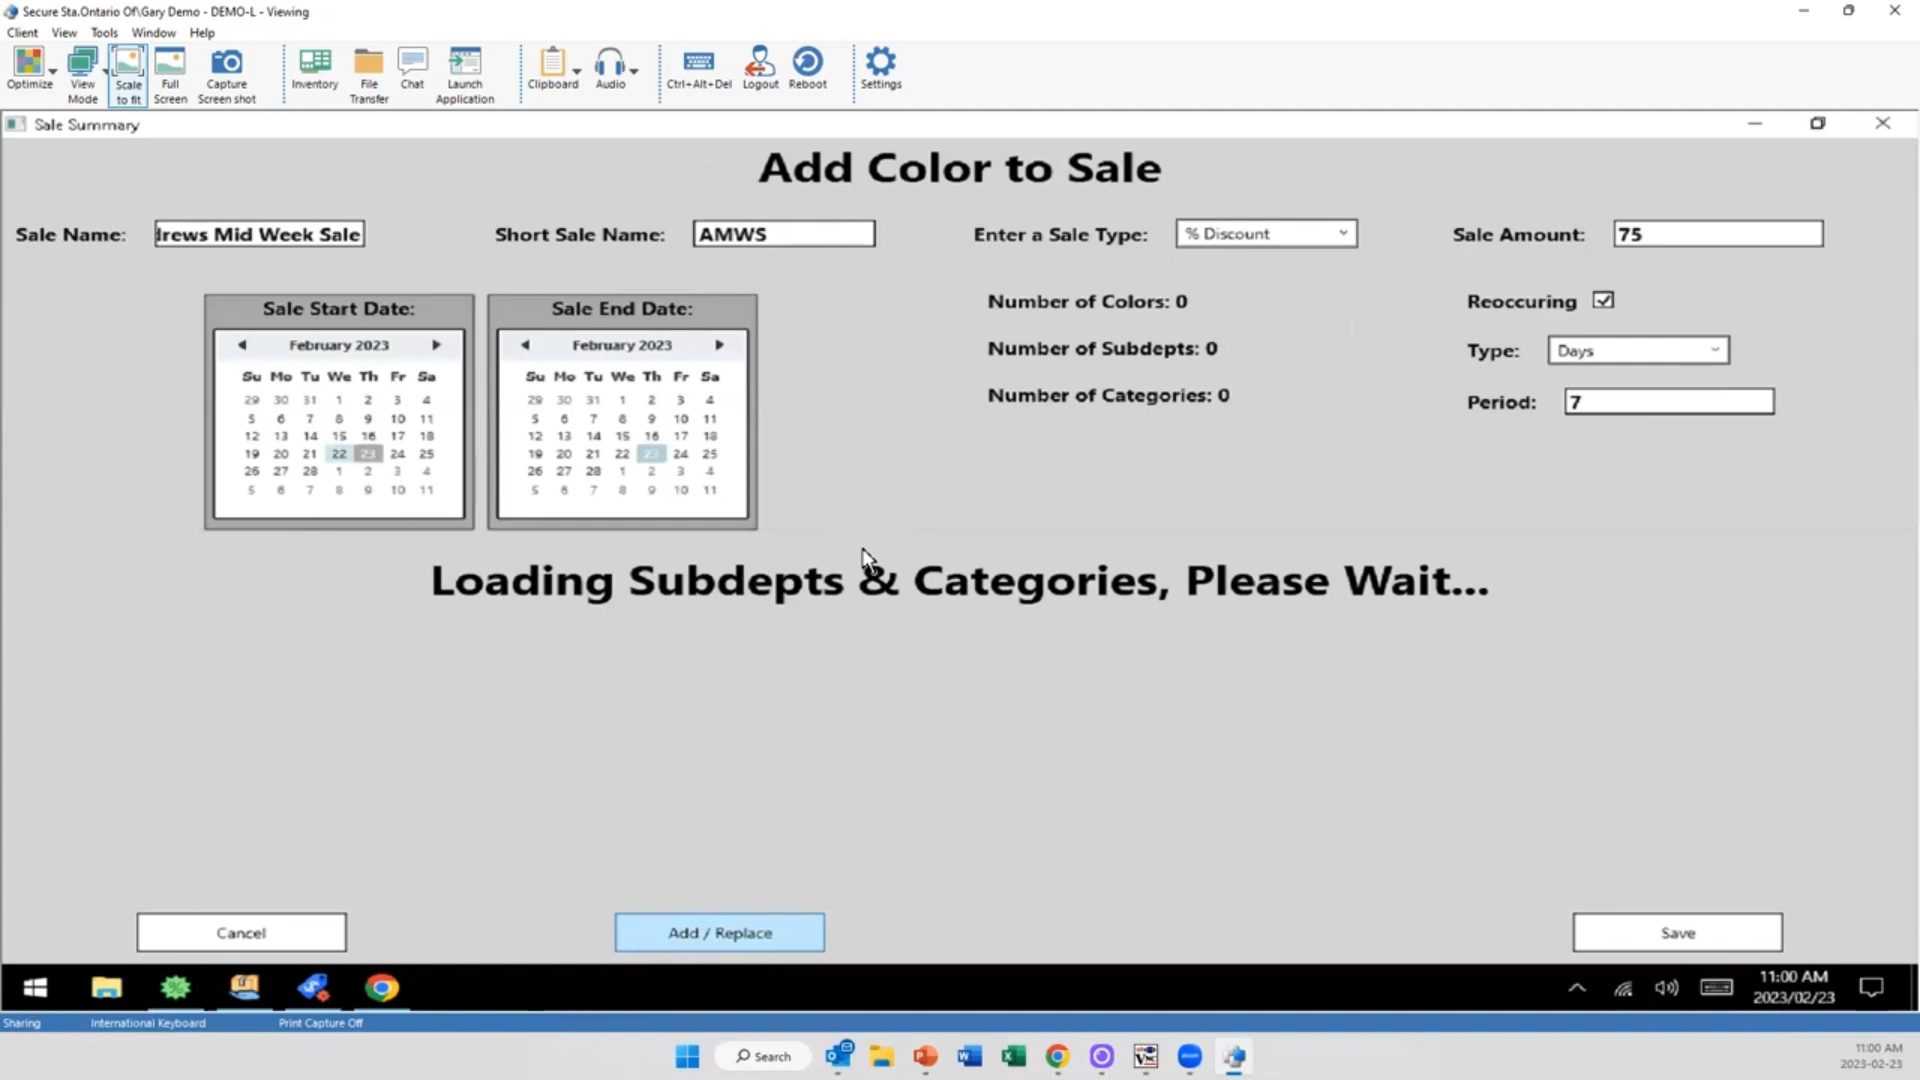 Secure Sta.Ontario Of\Gary Demo - DEMO-L - Viewing
Client View Tools Window Help
Optimize View Mode Scale to fit Full Screen Capture Screen shot Inventory File Transfer Chat Launch Application Clipboard Audio Ctrl+Alt+Del Logout Reboot Settings
Sale Summary
Add Color to Sale
Sale Name: drews Mid Week Sale Short Sale Name: AMWS Enter a Sale Type: % Discount Sale Amount: 75
Sale Start Date:
February 2023
Su Mo Tu We Th Fr Sa
29 30 31 1 2 3 4
5 6 7 8 9 10 11
12 13 14 15 16 17 18
19 20 21 22 23 24 25
26 27 28 1 2 3 4
5 6 7 8 9 10 11
Sale End Date:
February 2023
Su Mo Tu We Th Fr Sa
29 30 31 1 2 3 4
5 6 7 8 9 10 11
12 13 14 15 16 17 18
19 20 21 22 23 24 25
26 27 28 1 2 3 4
5 6 7 8 9 10 11
Number of Colors: 0
Number of Subdepts: 0
Number of Categories: 0
Reoccuring
Type: Days
Period: 7
Loading Subdepts & Categories, Please Wait...
Cancel Add / Replace Save
11:00 AM
2023/02/23
Sharing International Keyboard Print Capture Off
Search
11:00 AM
2023-02-23